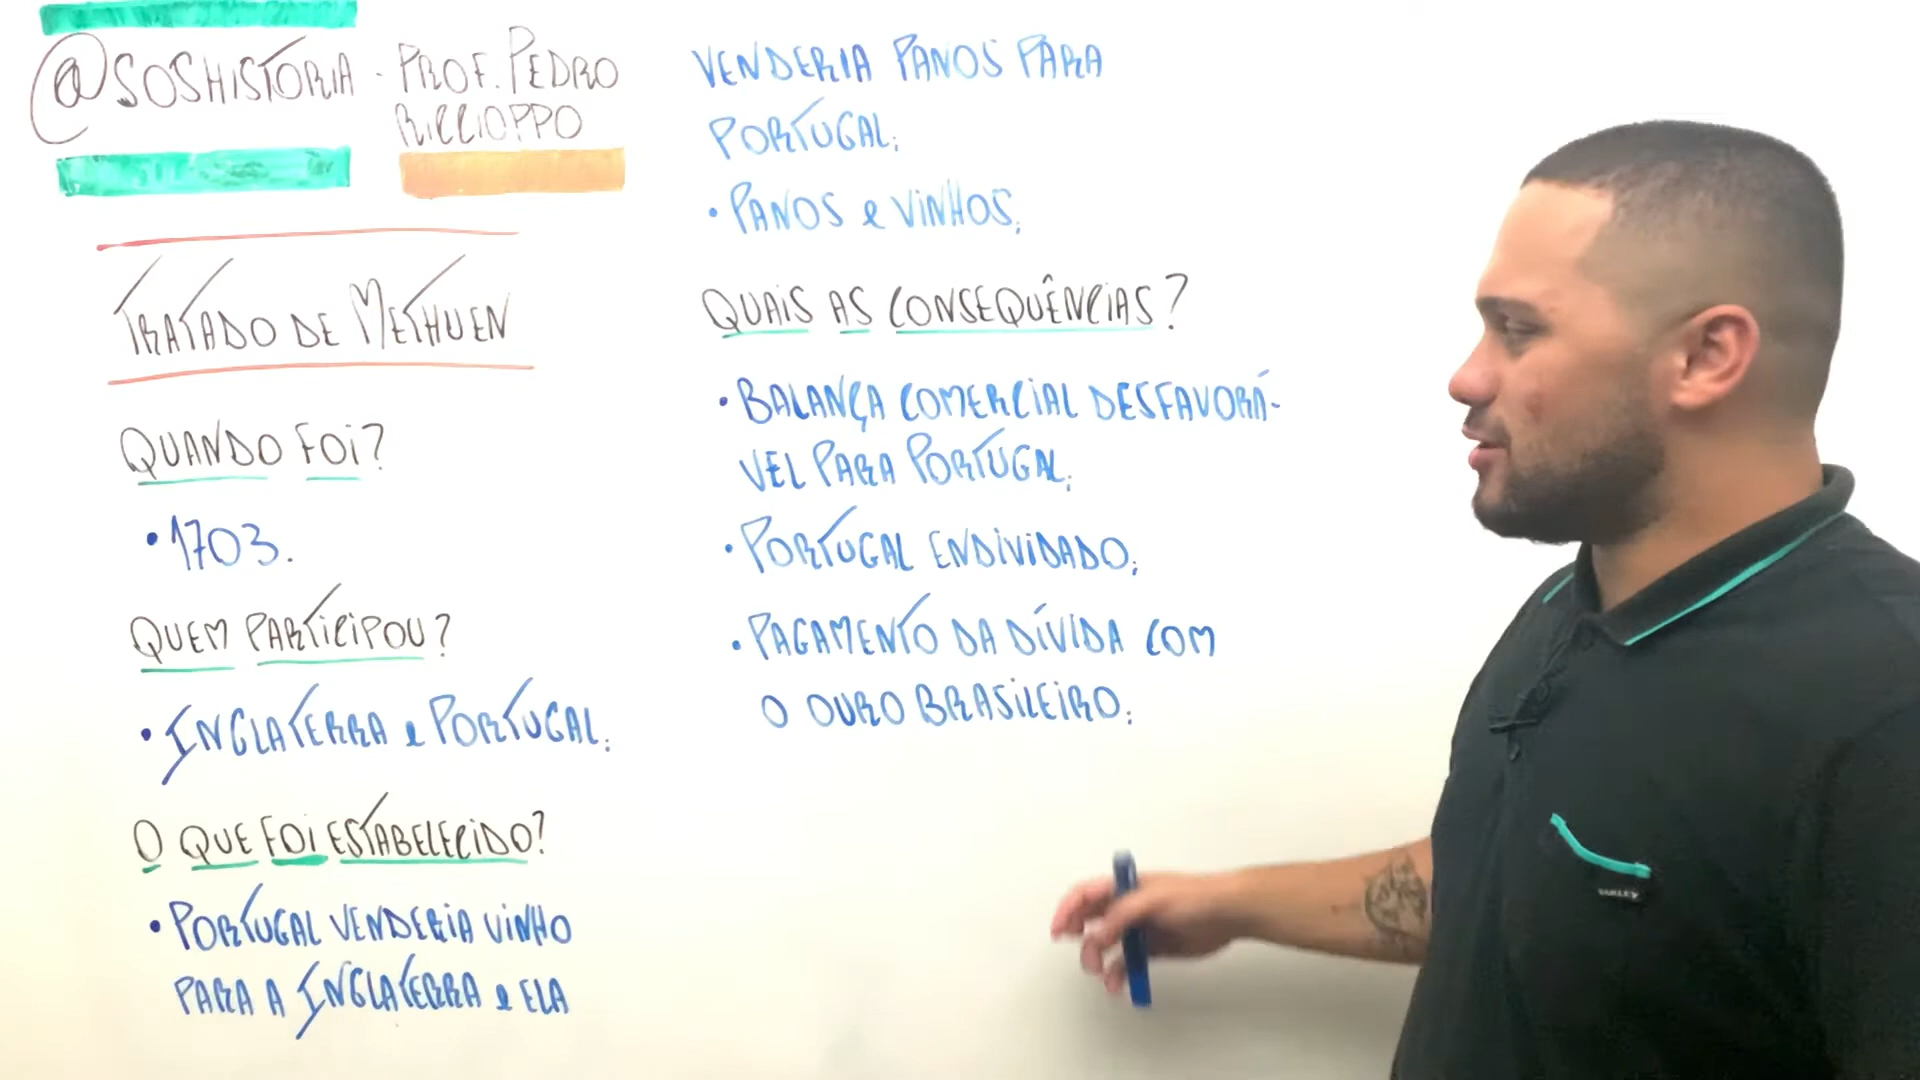 @SOSHISTORIA - PROF. PEDRO
RICCIOPPO
TRATADO DE METHUEN
QUANDO FOI?
• 1703.
QUEM PARTICIPOU?
• INGLATERRA e PORTUGAL;
O QUE FOI ESTABELECIDO?
• PORTUGAL VENDERIA VINHO
PARA A INGLATERRA e ELA
VENDERIA PANOS PARA
PORTUGAL;
• PANOS e VINHOS;
QUAIS AS CONSEQUÊNCIAS?
• BALANÇA COMERCIAL DESFAVORÁ-
VEL PARA PORTUGAL;
• PORTUGAL ENDIVIDADO;
• PAGAMENTO DA DÍVIDA COM
O OURO BRASILEIRO;
OAKLEY